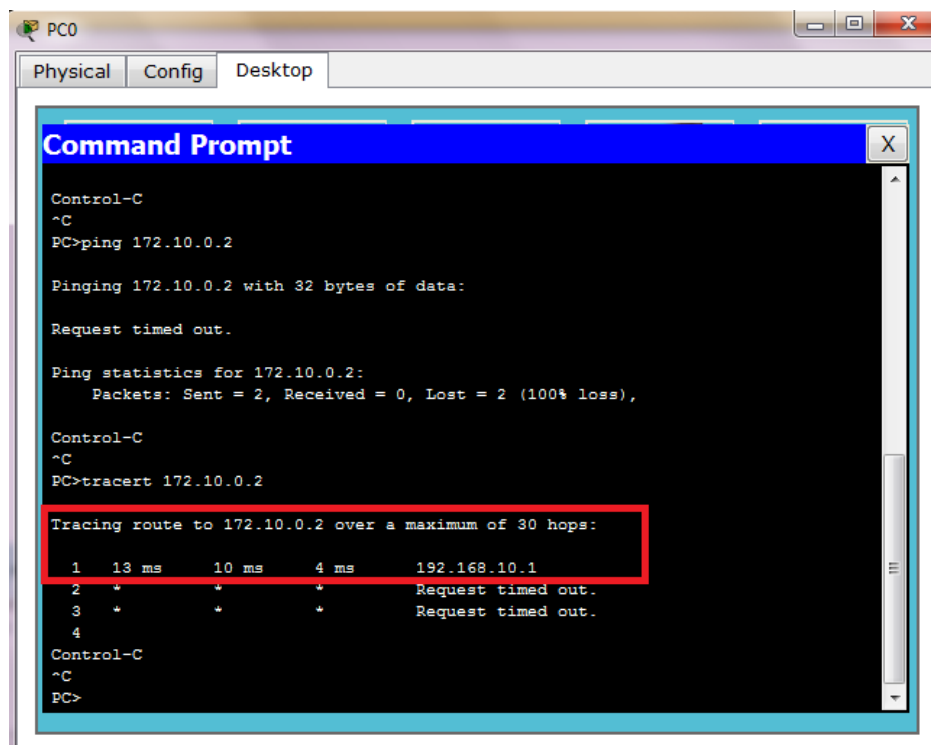 PC0
Physical Config Desktop
Command Prompt X
Control-C
^C
PC>ping 172.10.0.2
Pinging 172.10.0.2 with 32 bytes of data:
Request timed out.
Ping statistics for 172.10.0.2:
Packets: Sent = 2, Received = 0, Lost = 2 (100% loss),
Control-C
^C
PC>tracert 172.10.0.2
Tracing route to 172.10.0.2 over a maximum of 30 hops:
1 13 ms 10 ms 4 ms 192.168.10.1
2 * * * Request timed out.
3 * * * Request timed out.
4
Control-C
^C
PC>